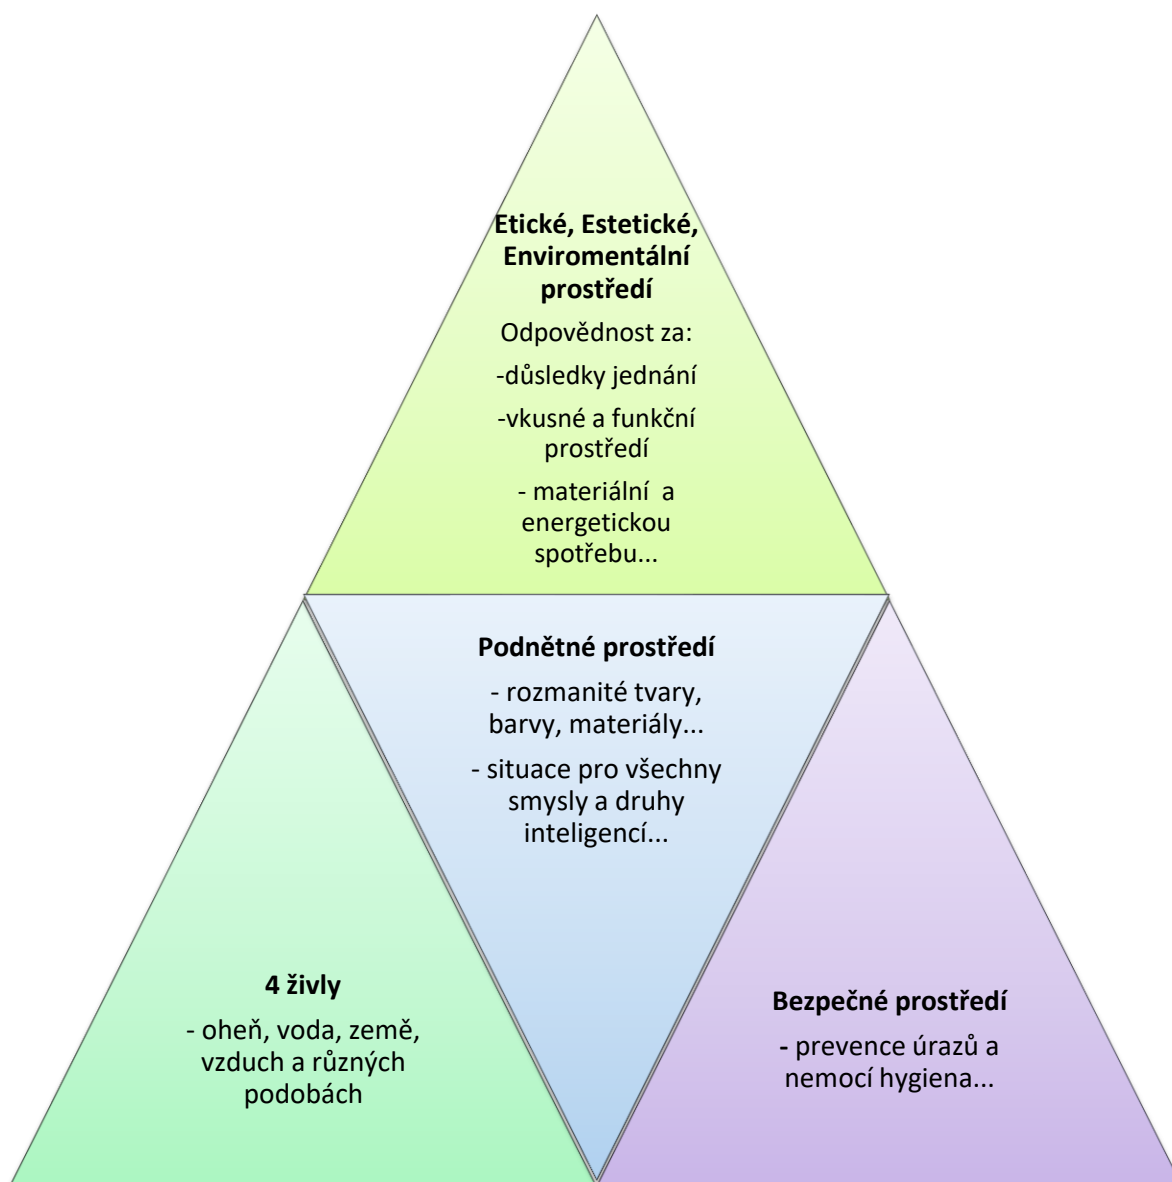 Etické, Estetické,
Enviromentální
prostředí
Odpovědnost za:
-důsledky jednání
-vkusné a funkční
prostředí
- materiální  a
energetickou
spotřebu...
Podnětné prostředí
- rozmanité tvary,
barvy, materiály...
- situace pro všechny
smysly a druhy
inteligencí...
4 živly
- oheň, voda, země,
vzduch a různých
podobách
Bezpečné prostředí
- prevence úrazů a
nemocí hygiena...